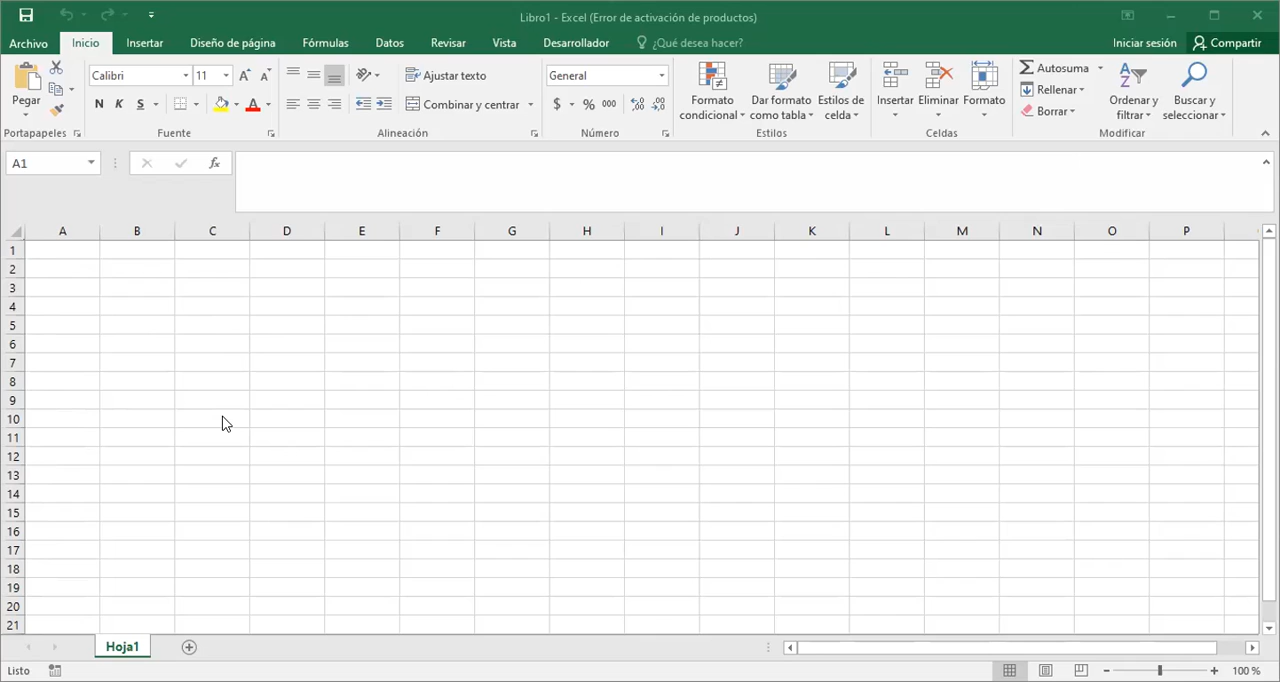 Libro1 - Excel (Error de activación de productos)
Archivo Inicio Insertar Diseño de página Fórmulas Datos Revisar Vista Desarrollador ¿Qué desea hacer? Iniciar sesión Compartir
Pegar Calibri 11 Ajustar texto General Formato condicional Dar formato como tabla Estilos de celda Insertar Eliminar Formato Autosuma Rellenar Borrar Ordenar y filtrar Buscar y seleccionar
N K S Combinar y centrar $ % 000
Portapapeles Fuente Alineación Número Estilos Celdas Modificar
A1 fx
A B C D E F G H I J K L M N O P
1
2
3
4
5
6
7
8
9
10
11
12
13
14
15
16
17
18
19
20
21
Hoja1
Listo 100 %